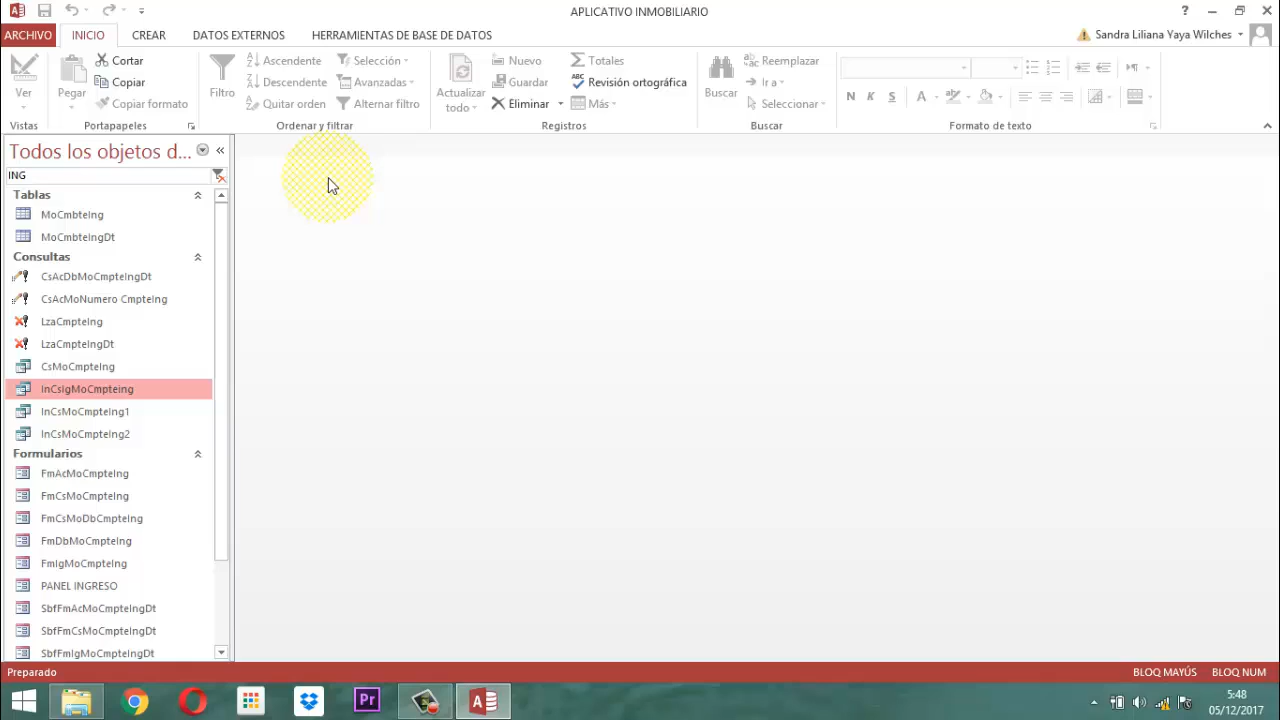 APLICATIVO INMOBILIARIO
?
ARCHIVO INICIO CREAR DATOS EXTERNOS HERRAMIENTAS DE BASE DE DATOS Sandra Liliana Yaya Wilches
Ver
Vistas
Pegar
Cortar
Copiar
Copiar formato
Portapapeles
Filtro
Ascendente
Descendente
Quitar orden
Selección
Avanzadas
Alternar filtro
Ordenar y filtrar
Actualizar
todo
Nuevo
Guardar
Eliminar
Totales
Revisión ortográfica
Más
Registros
Buscar
Reemplazar
Ir a
Seleccionar
Buscar
N K S A
Formato de texto
Todos los objetos d...
ING
Tablas
MoCmbteIng
MoCmbteIngDt
Consultas
CsAcDbMoCmpteIngDt
CsAcMoNumero CmpteIng
LzaCmpteIng
LzaCmpteIngDt
CsMoCmpteIng
InCsIgMoCmpteIng
InCsMoCmpteIng1
InCsMoCmpteIng2
Formularios
FmAcMoCmpteIng
FmCsMoCmpteIng
FmCsMoDbCmpteIng
FmDbMoCmpteIng
FmIgMoCmpteIng
PANEL INGRESO
SbfFmAcMoCmpteIngDt
SbfFmCsMoCmpteIngDt
SbfFmIgMoCmpteIngDt
Preparado BLOQ MAYÚS BLOQ NUM
Pr
5:48
05/12/2017